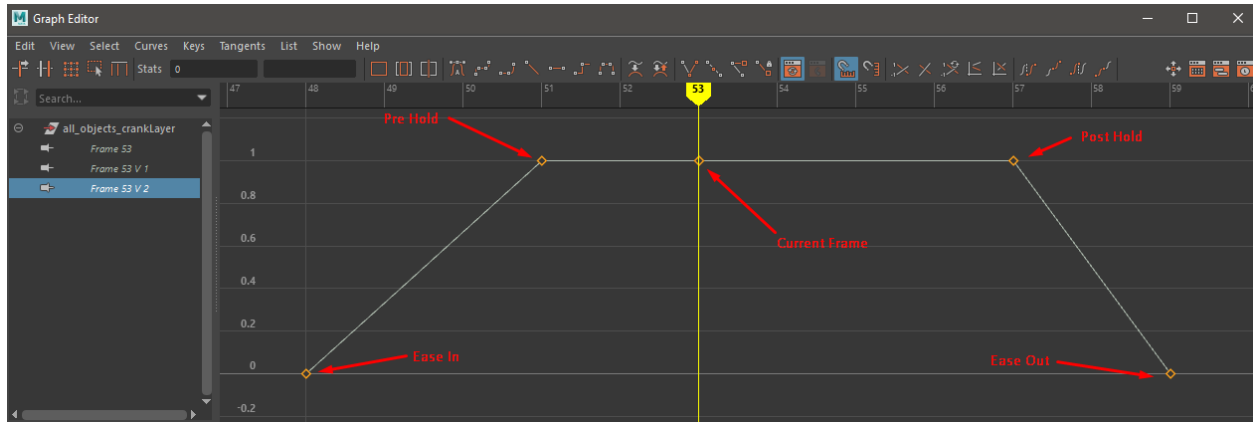 Graph Editor
Edit View Select Curves Keys Tangents List Show Help
Stats 0
Search...
47 48 49 50 51 52 53 54 55 56 57 58 59
all_objects_crankLayer
Frame 53
Frame 53 V 1
Frame 53 V 2
Pre Hold
Post Hold
1
0.8
0.6
Current Frame
0.4
0.2
Ease In
Ease Out
0
-0.2